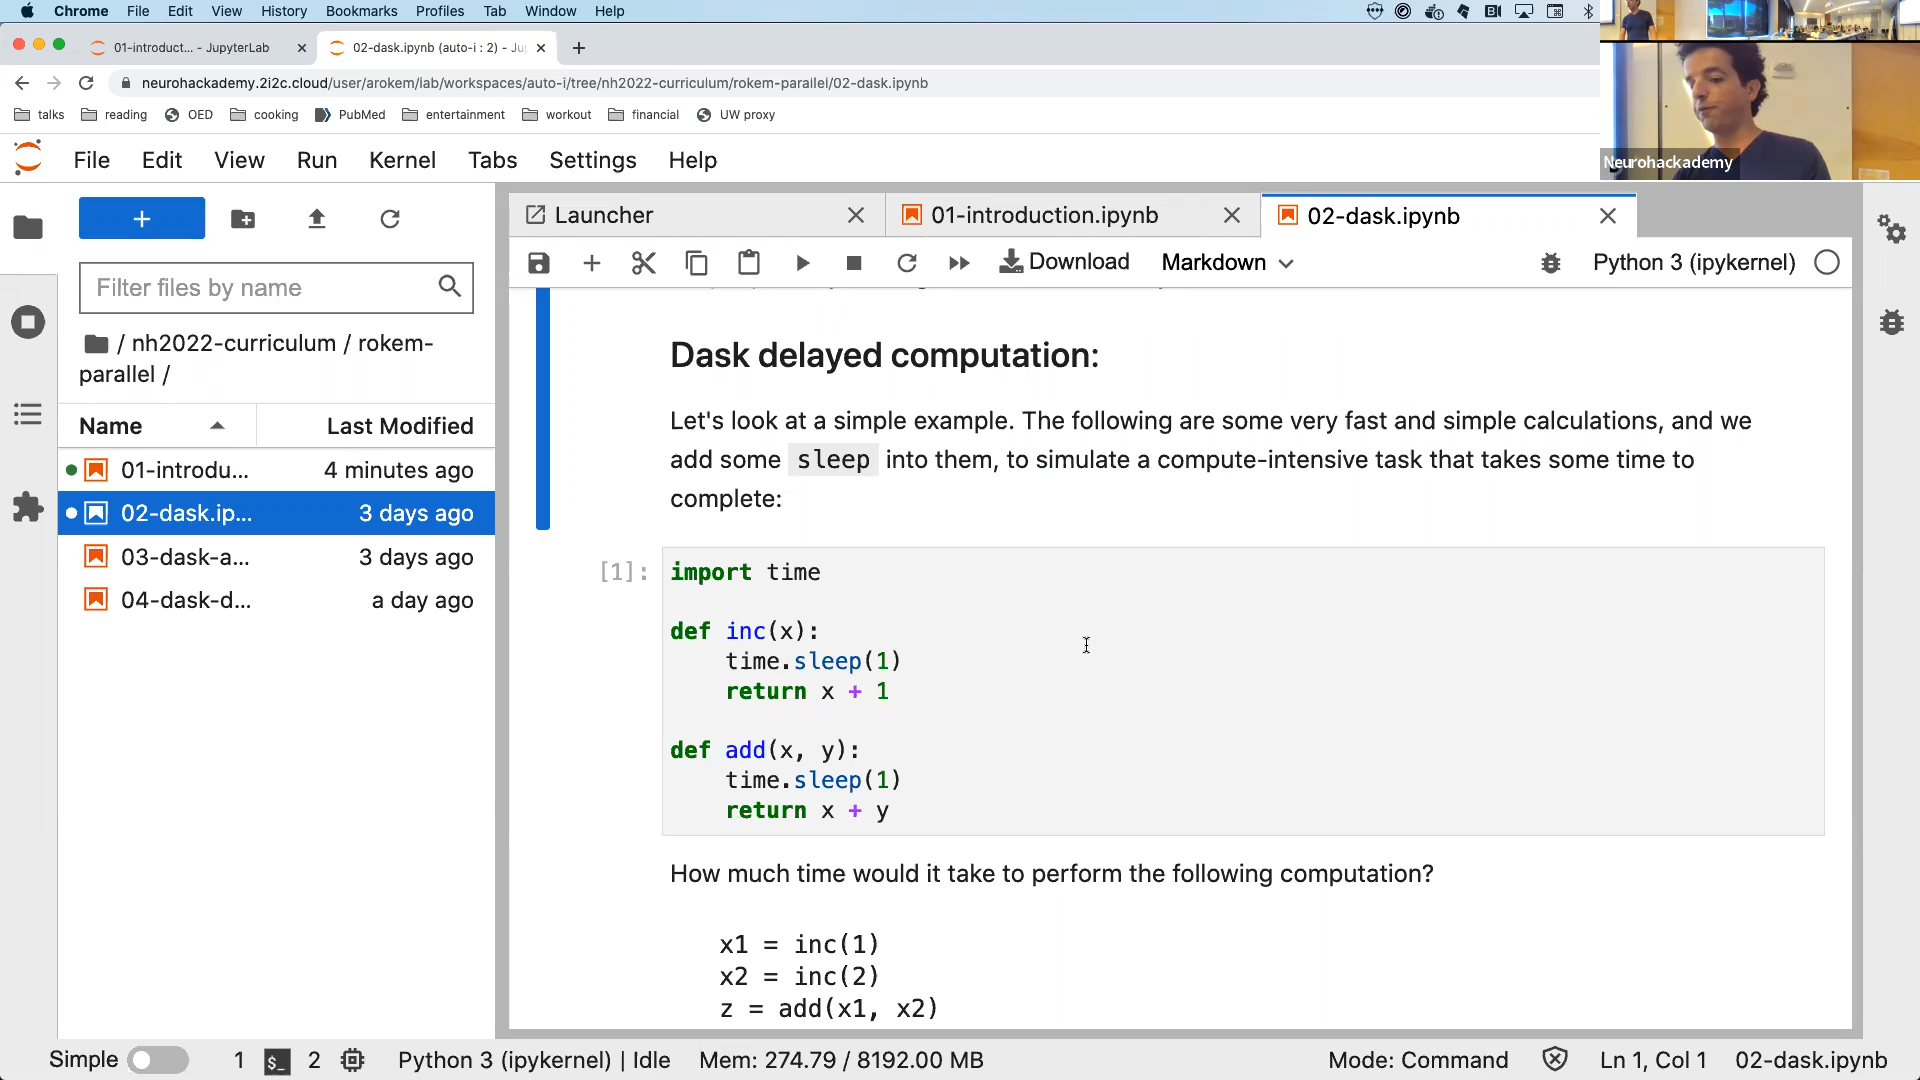 Chrome File Edit View History Bookmarks Profiles Tab Window Help
01-introduct... - JupyterLab
02-dask.ipynb (auto-i : 2) - Ju
neurohackademy.2i2c.cloud/user/arokem/lab/workspaces/auto-i/tree/nh2022-curriculum/rokem-parallel/02-dask.ipynb
talks reading OED cooking PubMed entertainment workout financial UW proxy
Neurohackademy
File Edit View Run Kernel Tabs Settings Help
Launcher 01-introduction.ipynb 02-dask.ipynb
Download Markdown Python 3 (ipykernel)
Filter files by name
/ nh2022-curriculum / rokem-
parallel /
Name Last Modified
01-introdu... 4 minutes ago
02-dask.ip... 3 days ago
03-dask-a... 3 days ago
04-dask-d... a day ago
Dask delayed computation:
Let's look at a simple example. The following are some very fast and simple calculations, and we
add some sleep into them, to simulate a compute-intensive task that takes some time to
complete:
[1]: import time
def inc(x):
time.sleep(1)
return x + 1
def add(x, y):
time.sleep(1)
return x + y
How much time would it take to perform the following computation?
x1 = inc(1)
x2 = inc(2)
z = add(x1, x2)
Simple 1 $_ 2 Python 3 (ipykernel) | Idle Mem: 274.79 / 8192.00 MB Mode: Command Ln 1, Col 1 02-dask.ipynb